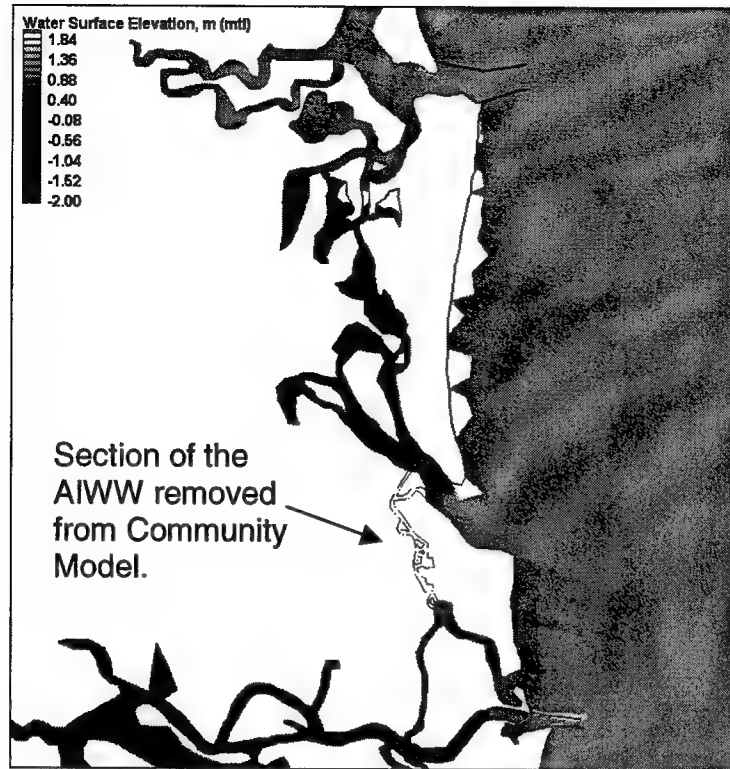 Water Surface Elevation, m (mtl)
1.84
1.36
0.88
0.40
-0.08
-0.56
-1.04
-1.52
-2.00
Section of the
AIWW removed
from Community
Model.